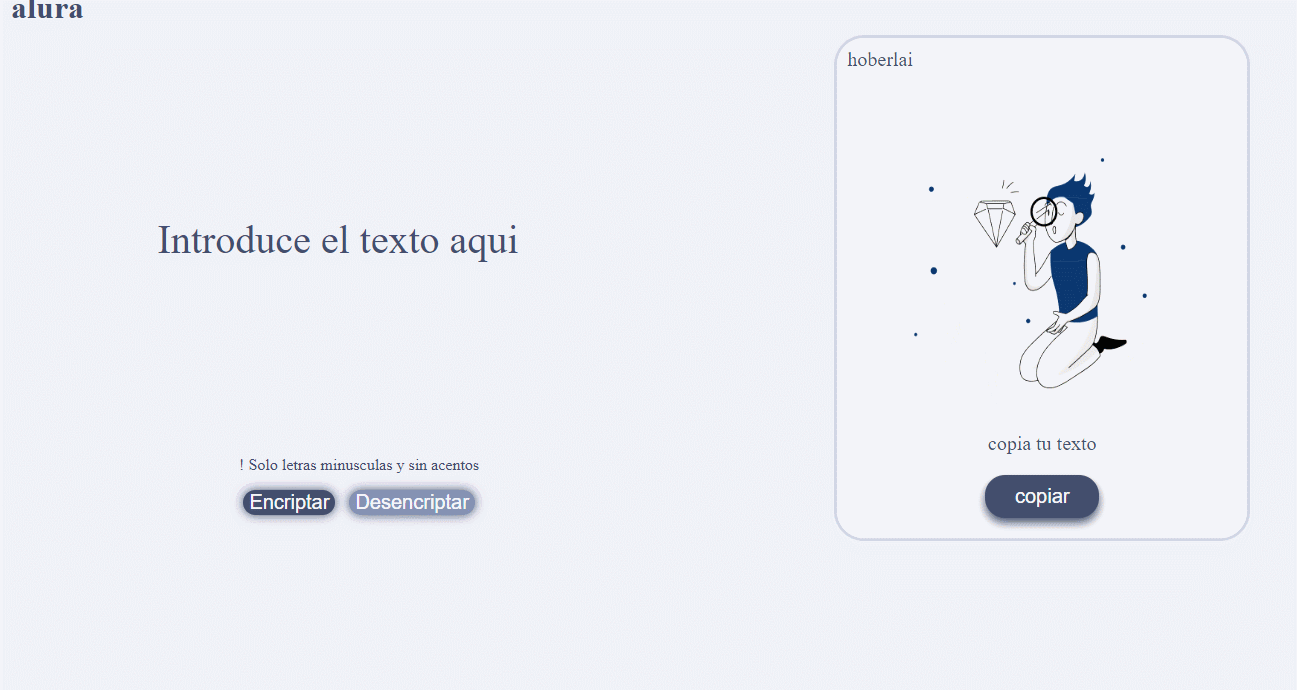 alura
hoberlai
Introduce el texto aqui
! Solo letras minusculas y sin acentos
Encriptar Desencriptar
copia tu texto
copiar